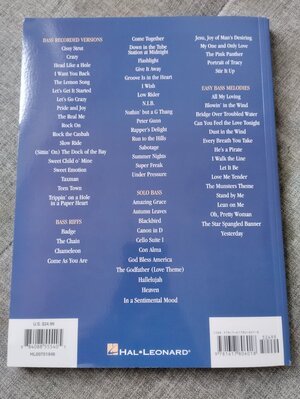 BASS RECORDED VERSIONS
Cissy Strut
Crazy
Head Like a Hole
I Want You Back
The Lemon Song
Let's Get It Started
Let's Go Crazy
Pride and Joy
The Real Me
Rock On
Rock the Casbah
Slow Ride
(Sittin' On) The Dock of the Bay
Sweet Child o' Mine
Sweet Emotion
Taxman
Teen Town
Trippin' on a Hole
in a Paper Heart
BASS RIFFS
Badge
The Chain
Chameleon
Come As You Are
Come Together
Down in the Tube
Station at Midnight
Flashlight
Give It Away
Groove Is in the Heart
I Wish
Low Rider
N.I.B.
Nuthin' but a G Thang
Peter Gunn
Rapper's Delight
Run to the Hills
Sabotage
Summer Nights
Super Freak
Under Pressure
SOLO BASS
Amazing Grace
Autumn Leaves
Blackbird
Canon in D
Cello Suite 1
Con Alma
God Bless America
The Godfather (Love Theme)
Hallelujah
Heaven
In a Sentimental Mood
Jesu, Joy of Man's Desiring
My One and Only Love
The Pink Panther
Portrait of Tracy
Stir It Up
EASY BASS MELODIES
All My Loving
Blowin' in the Wind
Bridge Over Troubled Water
Can You Feel the Love Tonight
Dust in the Wind
Every Breath You Take
He's a Pirate
I Walk the Line
Let It Be
Love Me Tender
The Munsters Theme
Stand by Me
Lean on Me
Oh, Pretty Woman
The Star Spangled Banner
Yesterday
U.S. $24.99
HAL•LEONARD